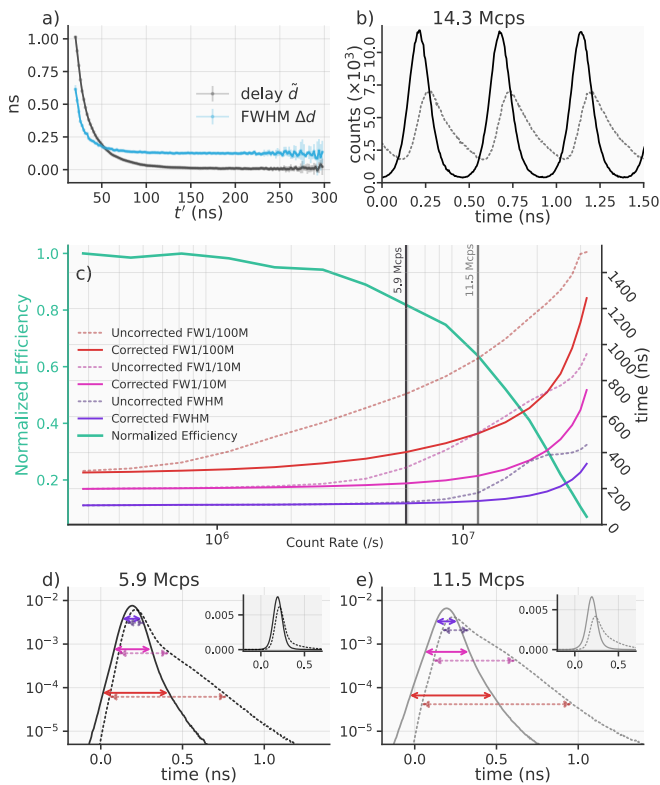 a)
1.00
0.75
0.50
0.25
0.00
ns
delay d̃
FWHM Δd
50
100
150
200
250
300
t′ (ns)
b)
14.3 Mcps
counts (×10³)
10.0
7.5
5.0
2.5
0.0
0.00
0.25
0.50
0.75
1.00
1.25
1.50
time (ns)
c)
Normalized Efficiency
1.0
0.8
0.6
0.4
0.2
5.9 Mcps
11.5 Mcps
Uncorrected FW1/100M
Corrected FW1/100M
Uncorrected FW1/10M
Corrected FW1/10M
Uncorrected FWHM
Corrected FWHM
Normalized Efficiency
1400
1200
1000
800
600
400
200
0
time (ns)
10⁶
10⁷
Count Rate (/s)
d)
5.9 Mcps
10⁻²
10⁻³
10⁻⁴
10⁻⁵
0.005
0.000
0.0
0.5
0.0
0.5
1.0
time (ns)
e)
11.5 Mcps
10⁻²
10⁻³
10⁻⁴
10⁻⁵
0.005
0.000
0.0
0.5
0.0
0.5
1.0
time (ns)